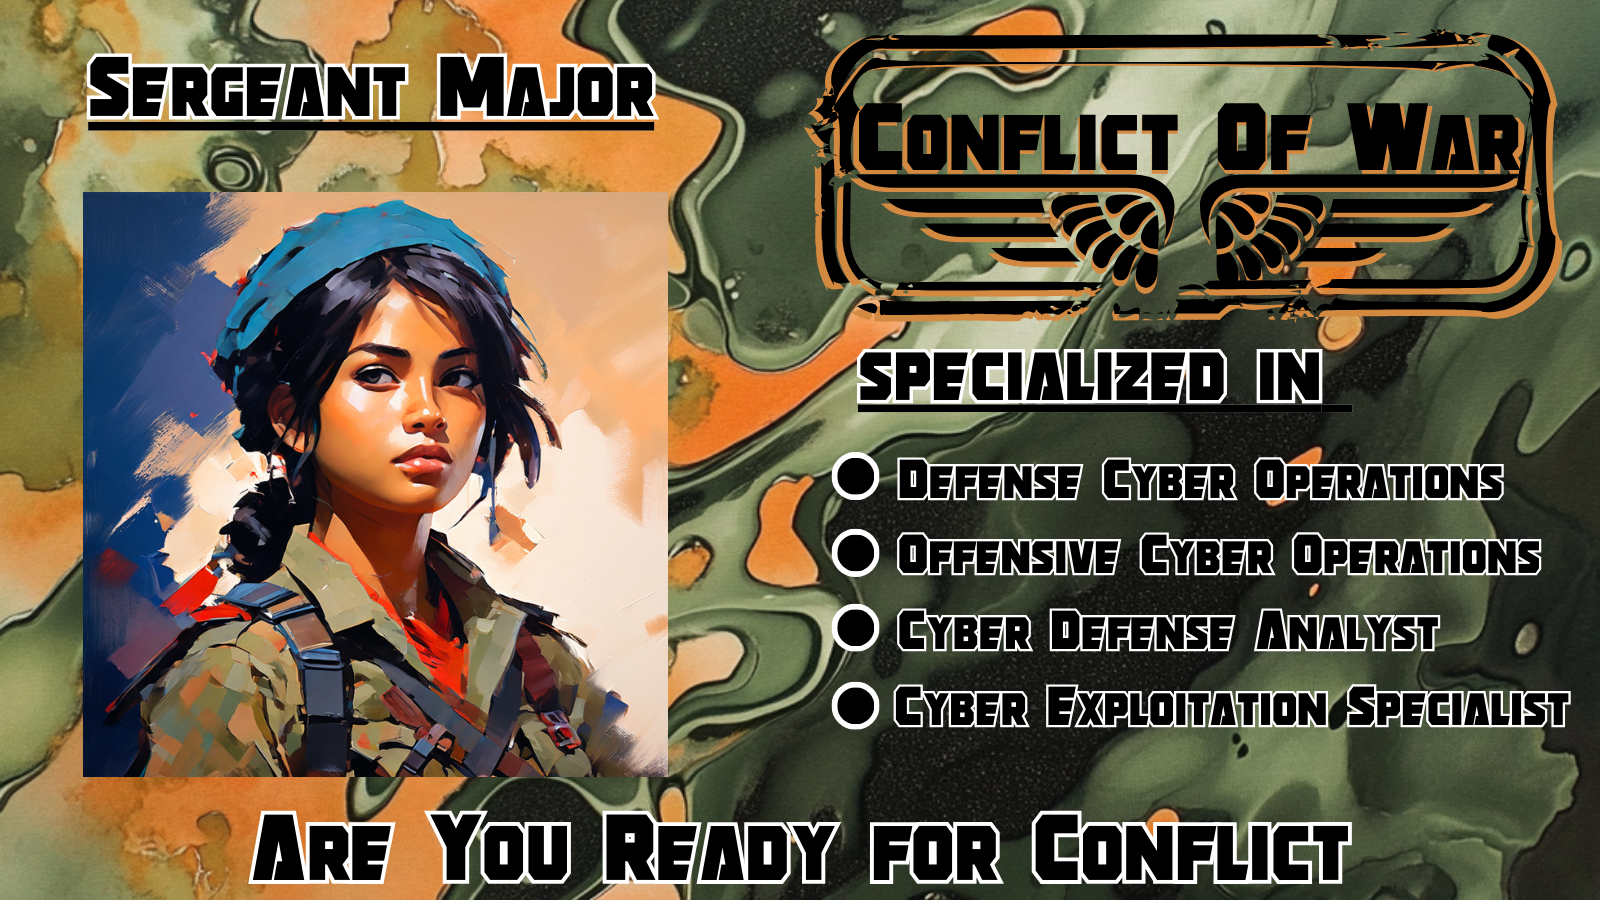 Sergeant Major
Conflict Of War
SPECIALIZED IN
Defense Cyber Operations
Offensive Cyber Operations
Cyber Defense Analyst
Cyber Exploitation Specialist
Are You Ready for Conflict